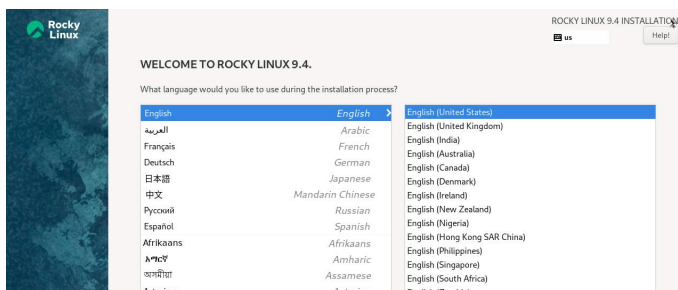 Rocky
Linux
ROCKY LINUX 9.4 INSTALLATION
us
Help!
WELCOME TO ROCKY LINUX 9.4.
What language would you like to use during the installation process?
English English
العربية Arabic
Français French
Deutsch German
日本語 Japanese
中文 Mandarin Chinese
Русский Russian
Español Spanish
Afrikaans Afrikaans
አማርኛ Amharic
অসমীয়া Assamese
English (United States)
English (United Kingdom)
English (India)
English (Australia)
English (Canada)
English (Denmark)
English (Ireland)
English (New Zealand)
English (Nigeria)
English (Hong Kong SAR China)
English (Philippines)
English (Singapore)
English (South Africa)